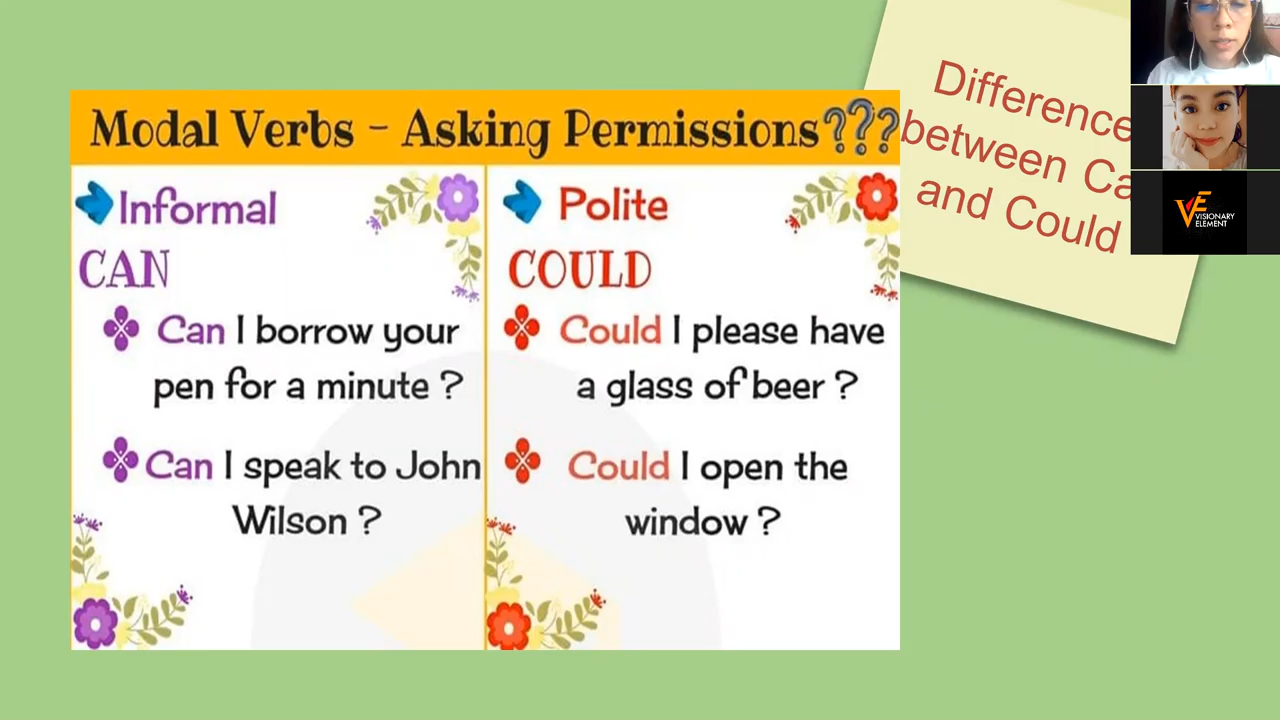 Modal Verbs - Asking Permissions???
Informal
CAN
Can I borrow your
pen for a minute ?
Can I speak to John
Wilson ?
Polite
COULD
Could I please have
a glass of beer ?
Could I open the
window ?
Difference
between
and Could
VISIONARY
ELEMENT